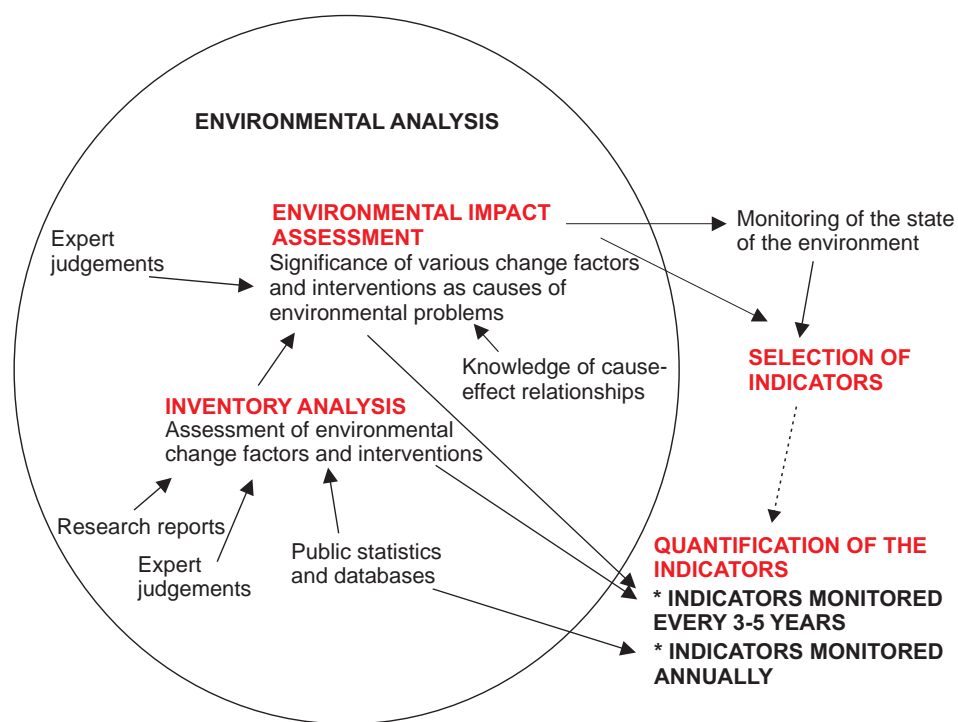 ENVIRONMENTAL ANALYSIS
ENVIRONMENTAL IMPACT
ASSESSMENT
Significance of various change factors
and interventions as causes of
environmental problems
Expert
judgements
Monitoring of the state
of the environment
Knowledge of cause-
effect relationships
SELECTION OF
INDICATORS
INVENTORY ANALYSIS
Assessment of environmental
change factors and interventions
Research reports
Expert
judgements
Public statistics
and databases
QUANTIFICATION OF THE
INDICATORS
* INDICATORS MONITORED
EVERY 3-5 YEARS
* INDICATORS MONITORED
ANNUALLY